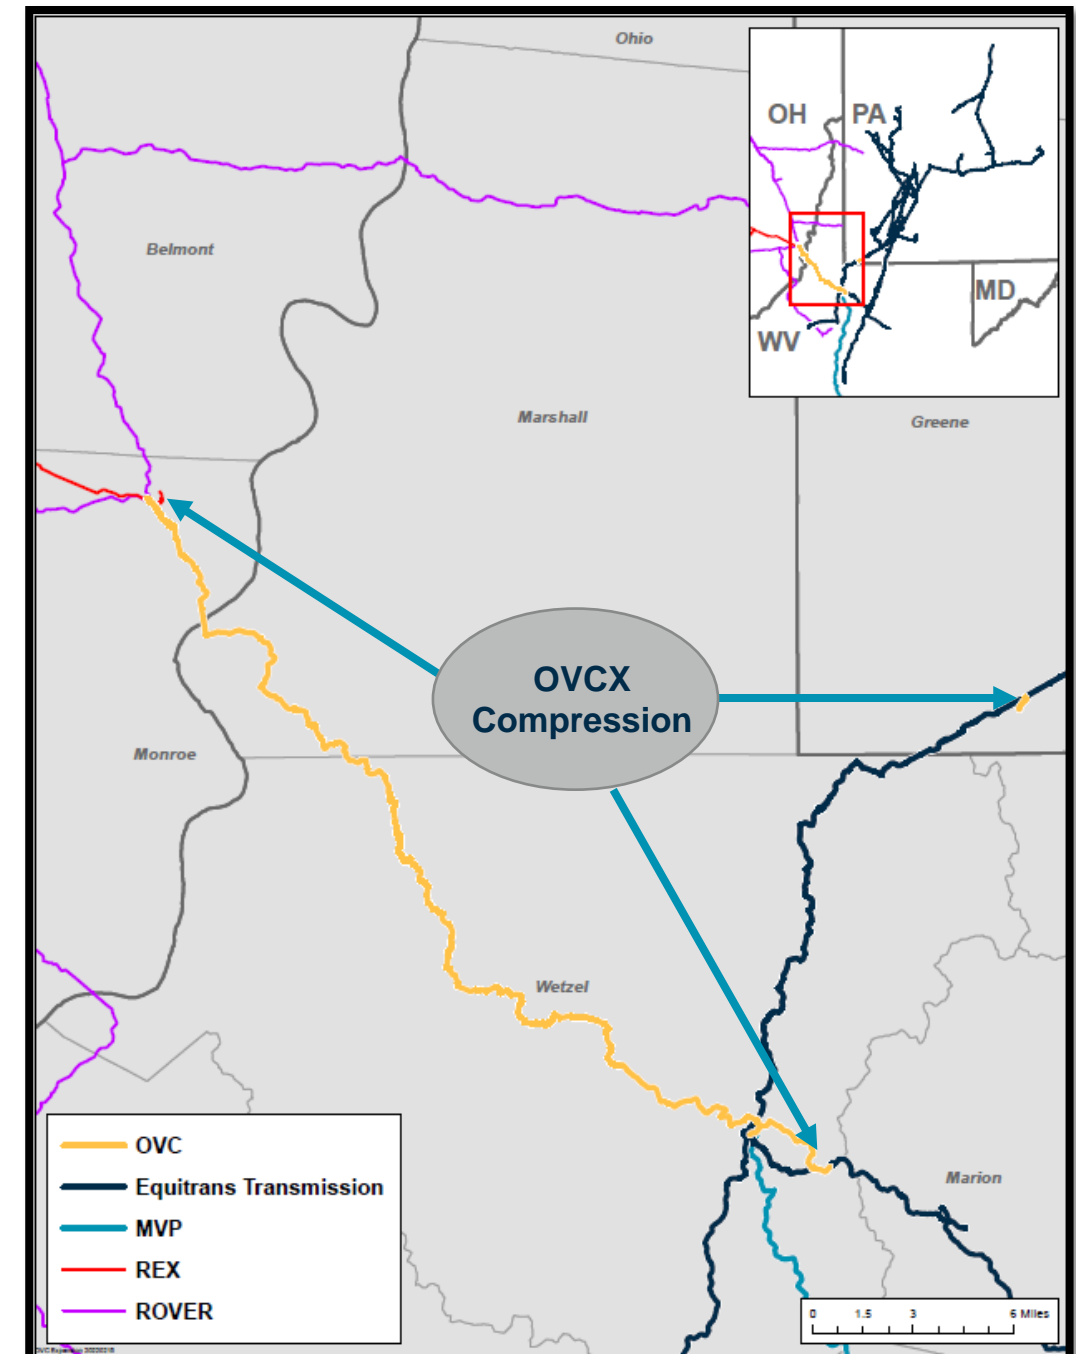 Ohio
OH
PA
MD
WV
Belmont
Marshall
Greene
OVCX
Compression
Monroe
Wetzel
Marion
OVC
Equitrans Transmission
MVP
REX
ROVER
0 1.5 3 6 Miles